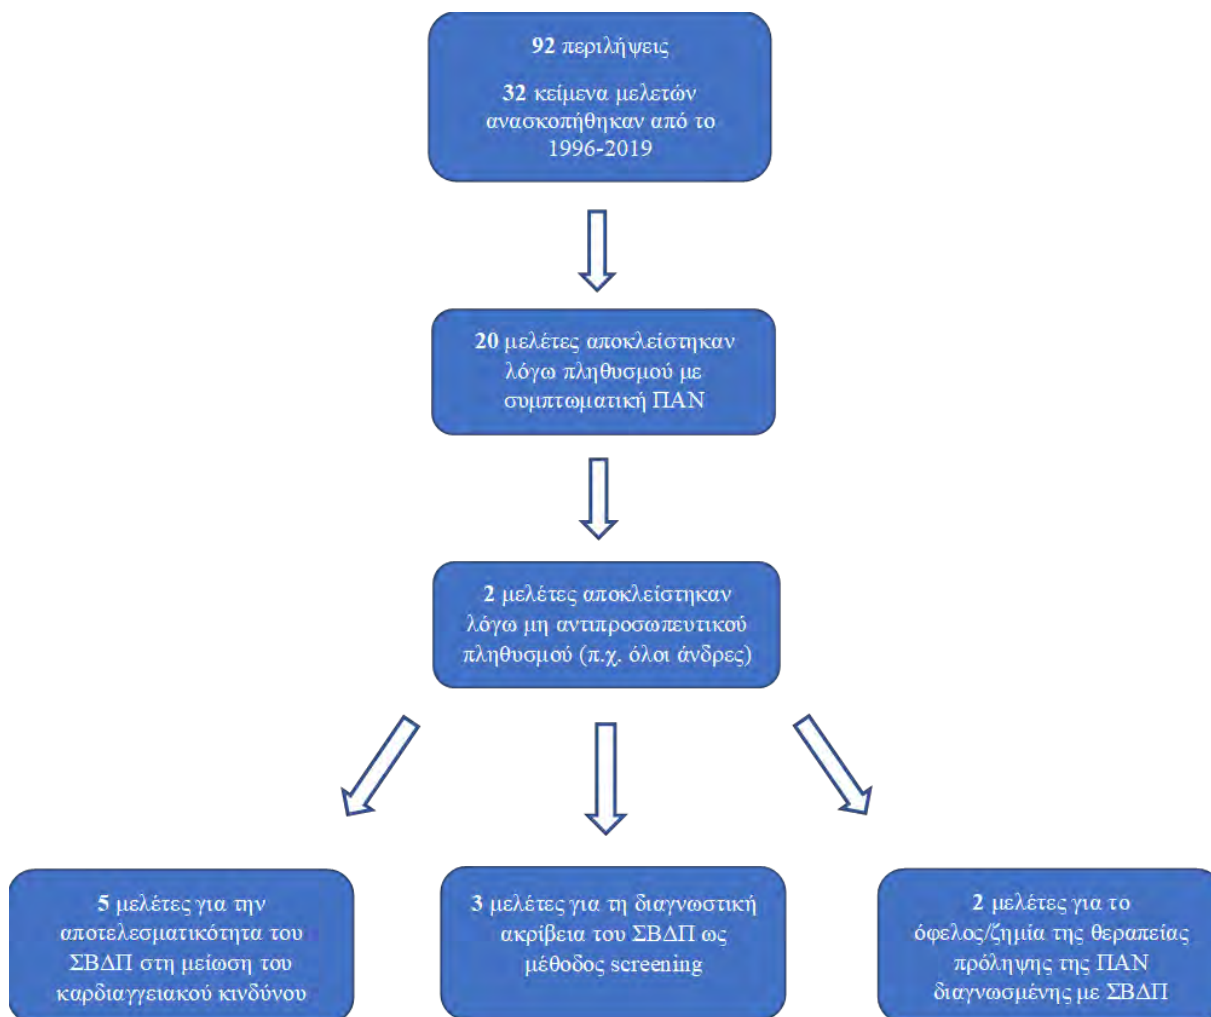 92 περιλήψεις
32 κείμενα μελετών
ανασκοπήθηκαν από το
1996-2019
20 μελέτες αποκλείστηκαν
λόγω πληθυσμού με
συμπτωματική ΠΑΝ
2 μελέτες αποκλείστηκαν
λόγω μη αντιπροσωπευτικού
πληθυσμού (π.χ. όλοι άνδρες)
5 μελέτες για την
αποτελεσματικότητα του
ΣΒΔΠ στη μείωση του
καρδιαγγειακού κινδύνου
3 μελέτες για τη διαγνωστική
ακρίβεια του ΣΒΔΠ ως
μέθοδος screening
2 μελέτες για το
όφελος/ζημία της θεραπείας
πρόληψης της ΠΑΝ
διαγνωσμένης με ΣΒΔΠ